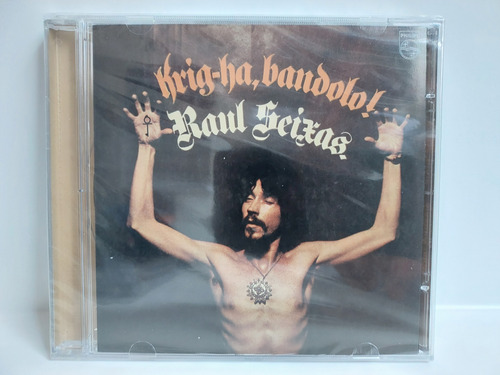 Krig-ha, bandolo!
Raul Seixas
PHILIPS